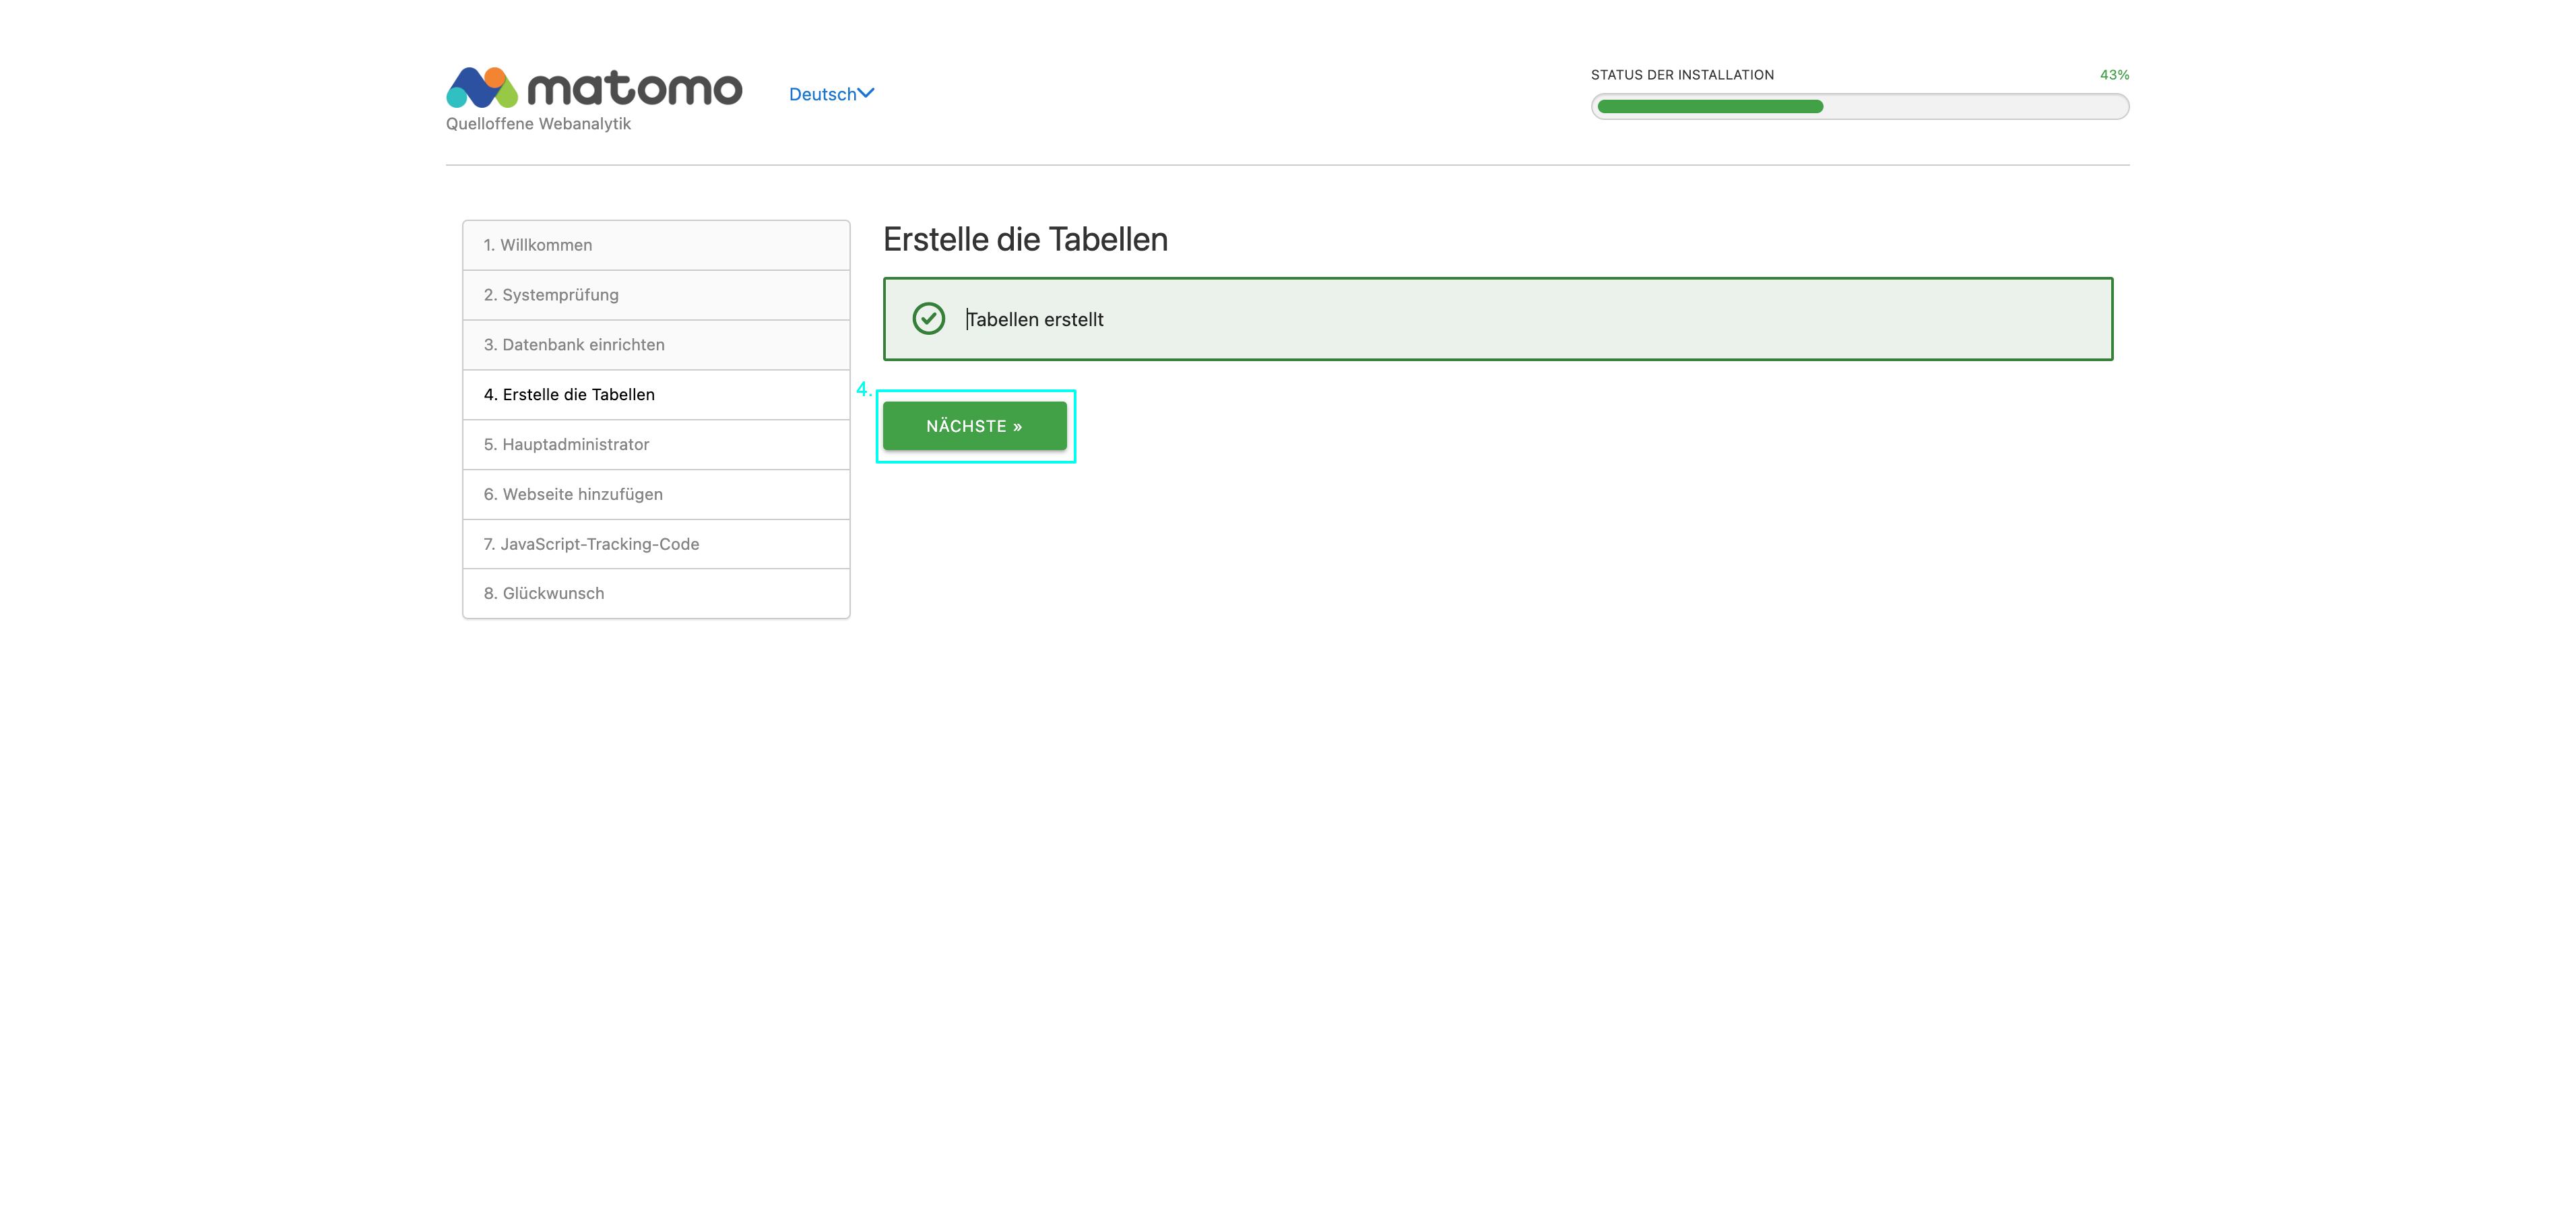 matomo
Deutsch
Quelloffene Webanalytik
STATUS DER INSTALLATION 43%
1. Willkommen
2. Systemprüfung
3. Datenbank einrichten
4. Erstelle die Tabellen
5. Hauptadministrator
6. Webseite hinzufügen
7. JavaScript-Tracking-Code
8. Glückwunsch
Erstelle die Tabellen
Tabellen erstellt
4.
NÄCHSTE »